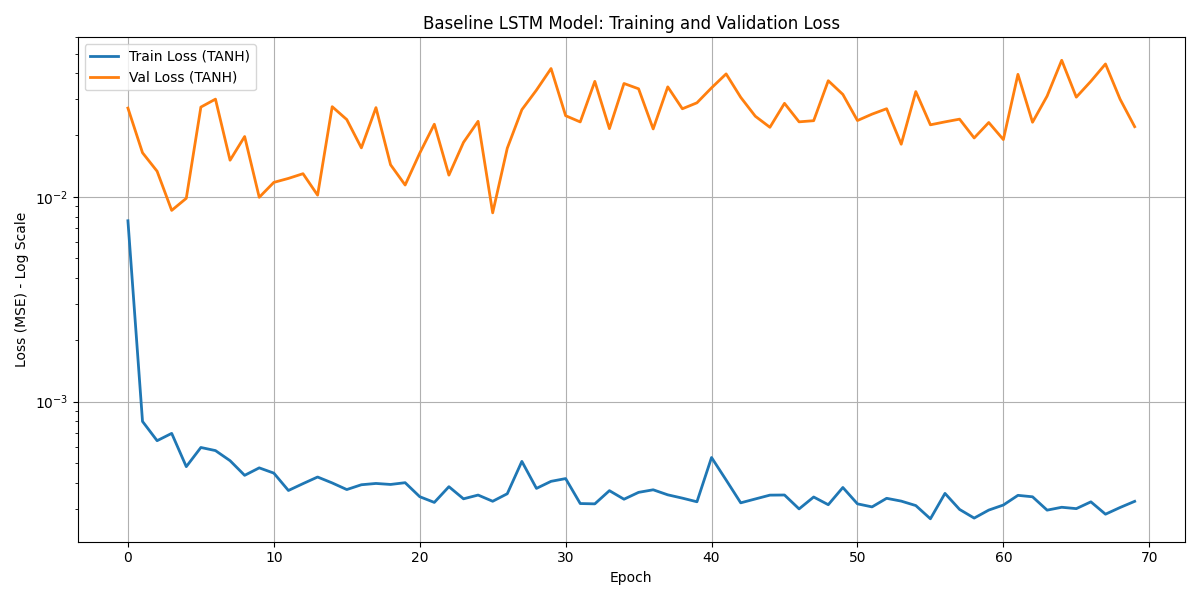 Baseline LSTM Model: Training and Validation Loss
Train Loss (TANH)
Val Loss (TANH)
Loss (MSE) - Log Scale
10⁻²
10⁻³
0 10 20 30 40 50 60 70
Epoch